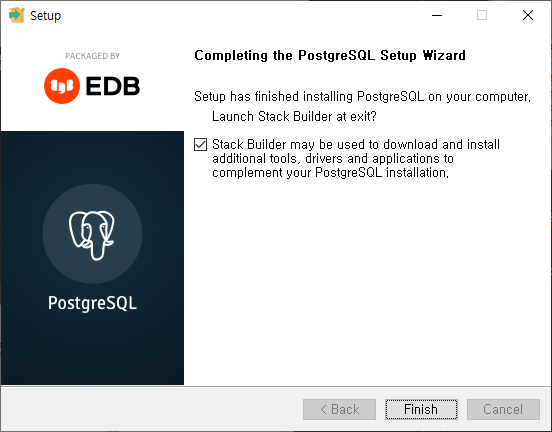 Setup
PACKAGED BY
EDB
PostgreSQL
Completing the PostgreSQL Setup Wizard
Setup has finished installing PostgreSQL on your computer.
Launch Stack Builder at exit?
Stack Builder may be used to download and install
additional tools, drivers and applications to
complement your PostgreSQL installation.
< Back
Finish
Cancel